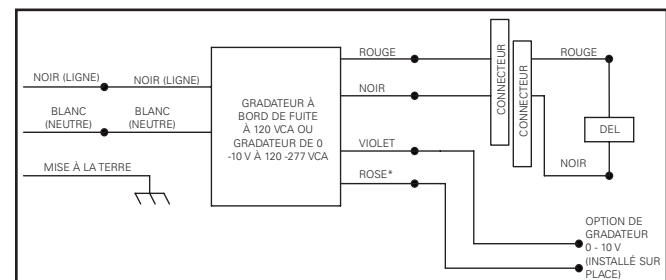 NOIR (LIGNE)
NOIR (LIGNE)
BLANC
(NEUTRE)
BLANC
(NEUTRE)
MISE À LA TERRE
GRADATEUR À
BORD DE FUITE
À 120 VCA OU
GRADATEUR DE 0
-10 V À 120 -277 VCA
ROUGE
NOIR
VIOLET
ROSE*
CONNECTEUR
CONNECTEUR
ROUGE
DEL
NOIR
OPTION DE
GRADATEUR
0 - 10 V
(INSTALLÉ SUR
PLACE)